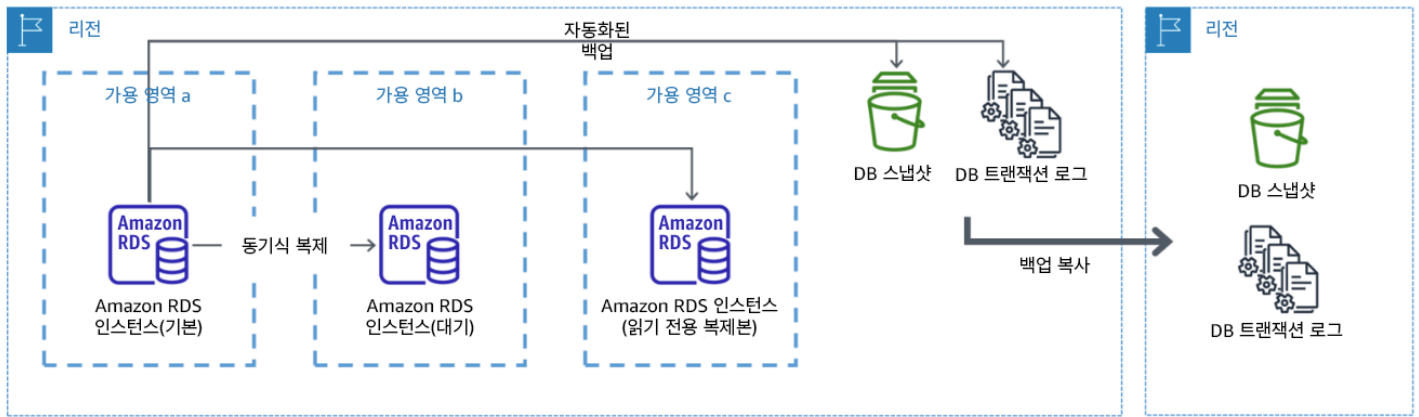 리전
자동화된
백업
가용 영역 a
가용 영역 b
가용 영역 c
DB 스냅샷
DB 트랜잭션 로그
Amazon
RDS
동기식 복제
Amazon
RDS
Amazon
RDS
Amazon RDS
인스턴스(기본)
Amazon RDS
인스턴스(대기)
Amazon RDS 인스턴스
(읽기 전용 복제본)
백업 복사
리전
DB 스냅샷
DB 트랜잭션 로그